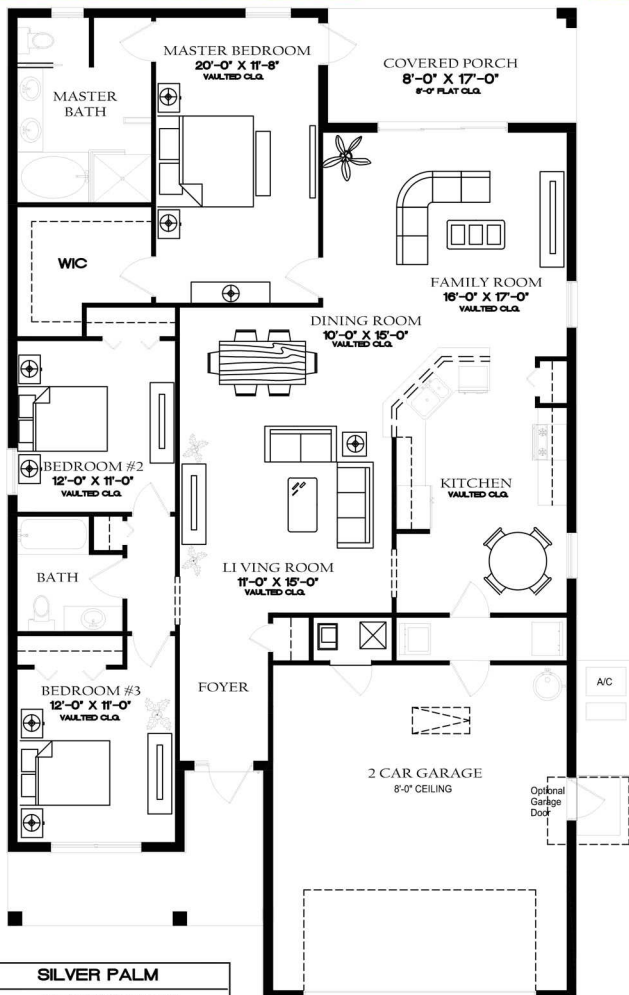 MASTER BEDROOM
20'-0" X 11'-8"
VAULTED CLG.
COVERED PORCH
8'-0" X 17'-0"
8'-0" FLAT CLG.
MASTER
BATH
WIC
FAMILY ROOM
16'-0" X 17'-0"
VAULTED CLG.
DINING ROOM
10'-0" X 15'-0"
VAULTED CLG.
BEDROOM #2
12'-0" X 11'-0"
VAULTED CLG.
KITCHEN
VAULTED CLG.
BATH
LIVING ROOM
11'-0" X 15'-0"
VAULTED CLG.
BEDROOM #3
12'-0" X 11'-0"
VAULTED CLG.
FOYER
A/C
2 CAR GARAGE
8'-0" CEILING
Optional
Garage
Door
SILVER PALM